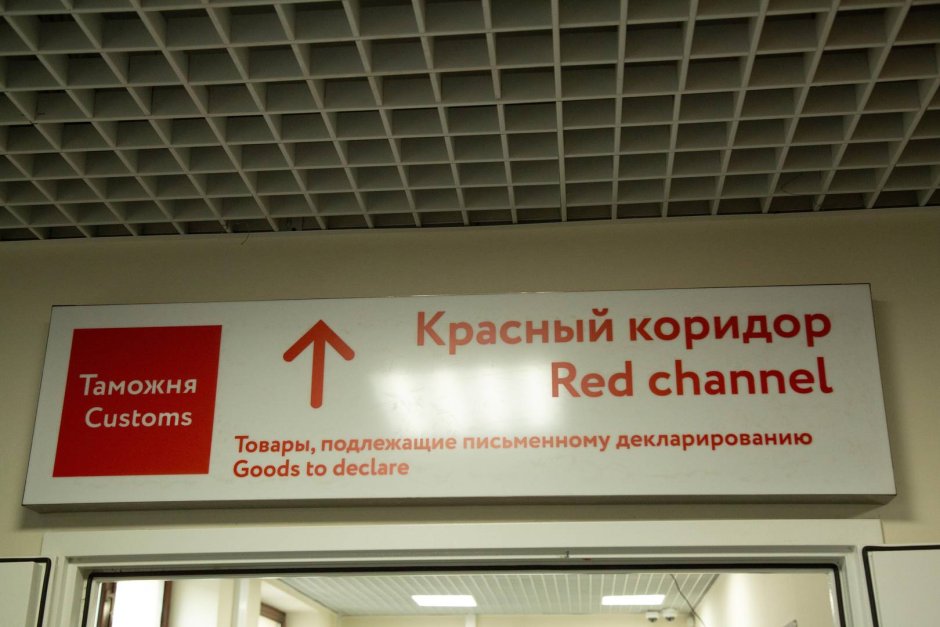 Таможня
Customs
Красный коридор
Red channel
Товары, подлежащие письменному декларированию
Goods to declare